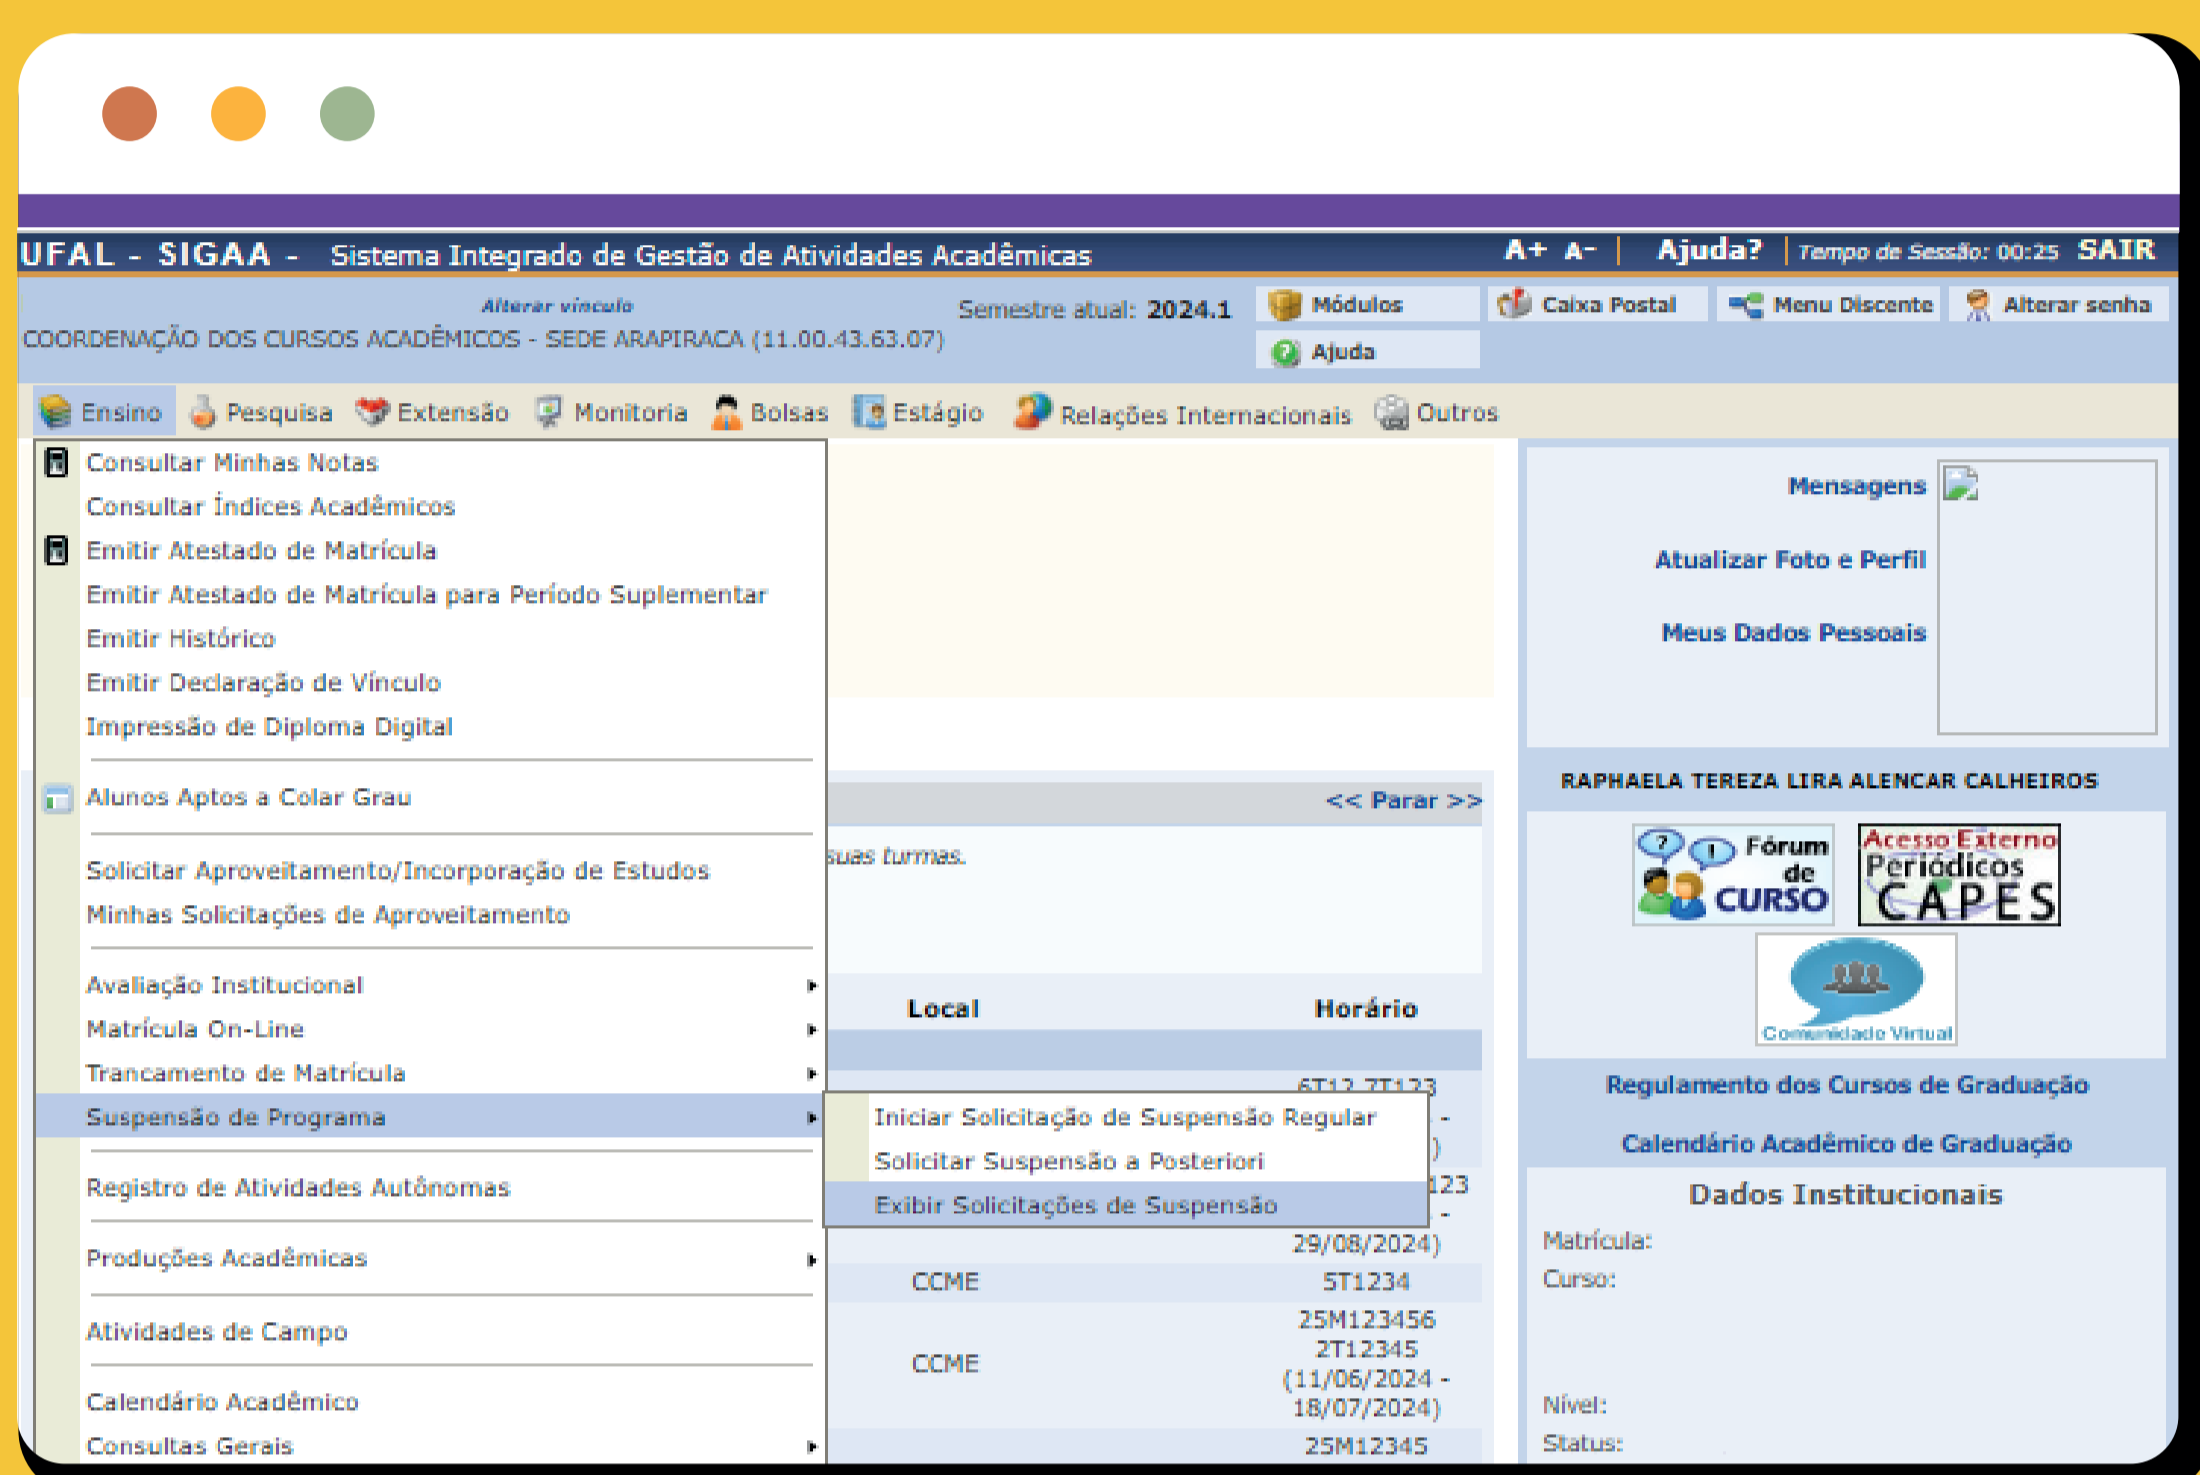 UFAL - SIGAA - Sistema Integrado de Gestão de Atividades Acadêmicas
A+ A- | Ajuda? | Tempo de Sessão: 00:25 SAIR
Alterar vínculo
Semestre atual: 2024.1
COORDENAÇÃO DOS CURSOS ACADÊMICOS - SEDE ARAPIRACA (11.00.43.63.07)
Módulos
Caixa Postal
Menu Discente
Alterar senha
Ajuda
Ensino Pesquisa Extensão Monitoria Bolsas Estágio Relações Internacionais Outros
Consultar Minhas Notas
Consultar Índices Acadêmicos
Emitir Atestado de Matrícula
Emitir Atestado de Matrícula para Período Suplementar
Emitir Histórico
Emitir Declaração de Vínculo
Impressão de Diploma Digital
Alunos Aptos a Colar Grau
Solicitar Aproveitamento/Incorporação de Estudos
Minhas Solicitações de Aproveitamento
Avaliação Institucional
Matrícula On-Line
Trancamento de Matrícula
Suspensão de Programa
Registro de Atividades Autônomas
Produções Acadêmicas
Atividades de Campo
Calendário Acadêmico
Consultas Gerais
Iniciar Solicitação de Suspensão Regular
Solicitar Suspensão a Posteriori
Exibir Solicitações de Suspensão
<< Parar >>
suas turmas.
Local Horário
6T12 7T123
-
)
123
-
29/08/2024)
CCME 5T1234
25M123456
2T12345
CCME
(11/06/2024 -
18/07/2024)
25M12345
Mensagens
Atualizar Foto e Perfil
Meus Dados Pessoais
RAPHAELA TEREZA LIRA ALENCAR CALHEIROS
Fórum
de
CURSO
Acesso Externo
Periódicos
CAPES
Comunidade Virtual
Regulamento dos Cursos de Graduação
Calendário Acadêmico de Graduação
Dados Institucionais
Matrícula:
Curso:
Nível:
Status: